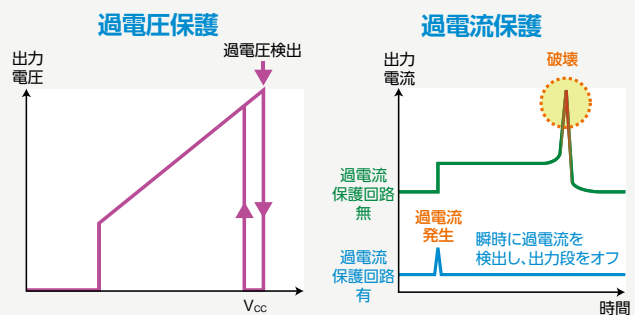 過電圧保護
過電圧検出
出力
電圧
Vcc
過電流保護
出力
電流
破壊
過電流
保護回路
無
過電流
発生
瞬時に過電流を
検出し、出力段をオフ
過電流
保護回路
有
時間